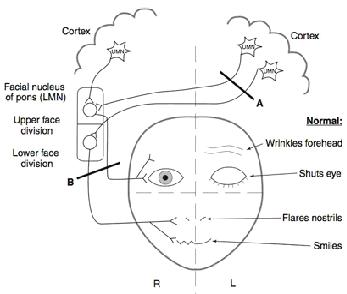 Cortex
Cortex
UMN
UMN
UMN
Facial nucleus
of pons (LMN)
A
Upper face
division
Normal:
Wrinkles forehead
Lower face
division
Shuts eye
B
Flares nostrils
Smiles
R
L